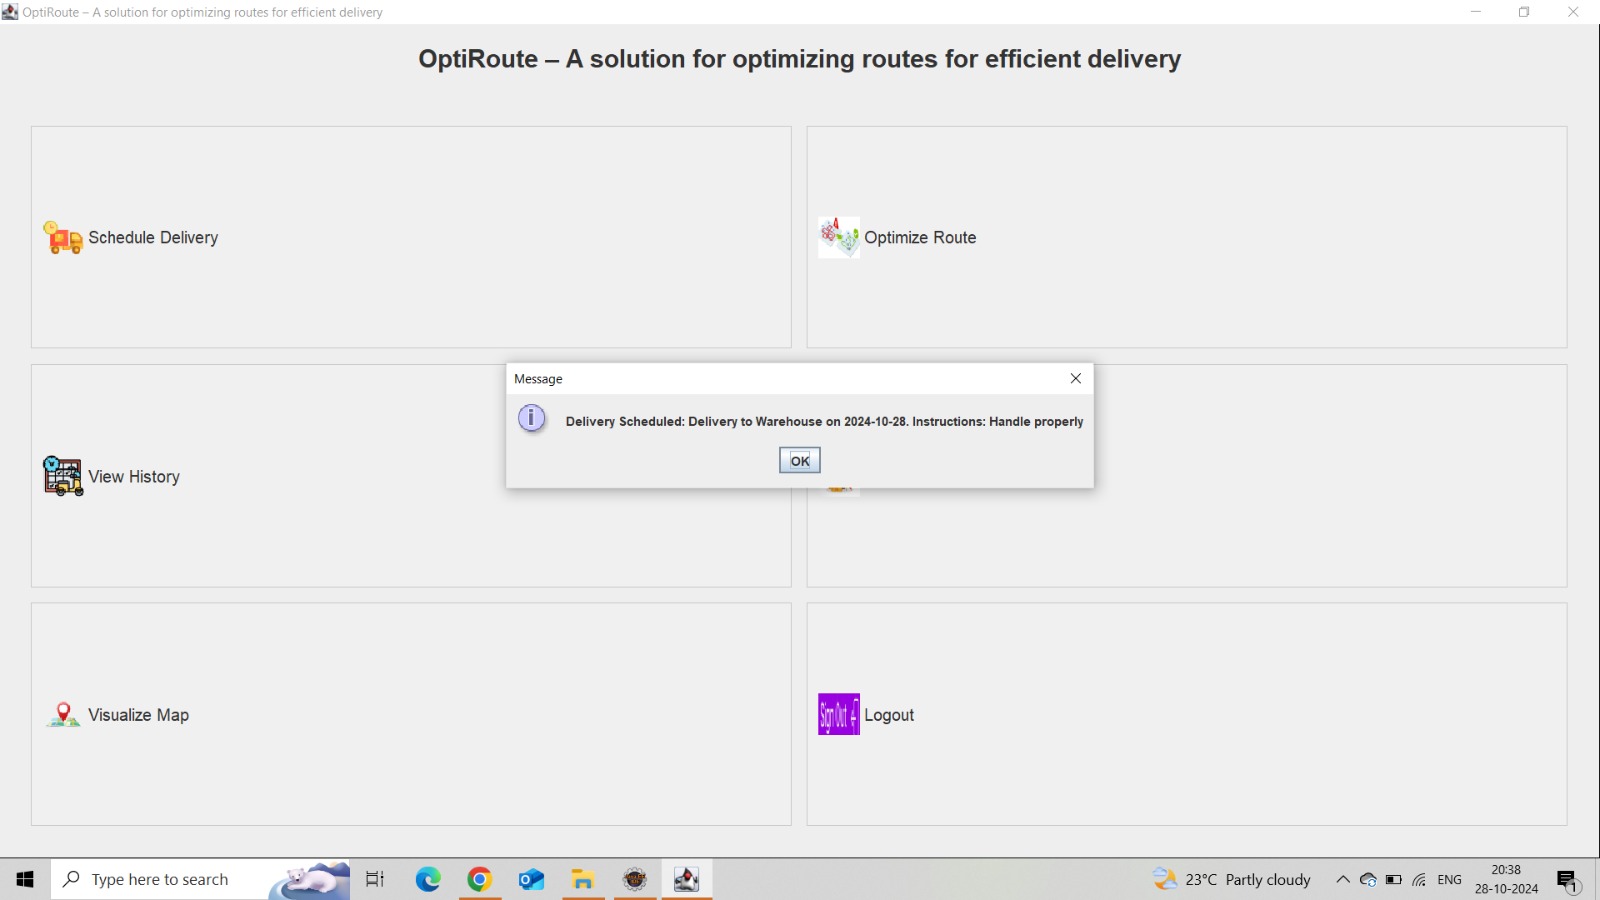 OptiRoute – A solution for optimizing routes for efficient delivery
OptiRoute – A solution for optimizing routes for efficient delivery
Schedule Delivery
Optimize Route
Message
Delivery Scheduled: Delivery to Warehouse on 2024-10-28. Instructions: Handle properly
OK
View History
Visualize Map
Sign Out
Logout
Type here to search
23°C Partly cloudy
ENG
20:38
28-10-2024
1